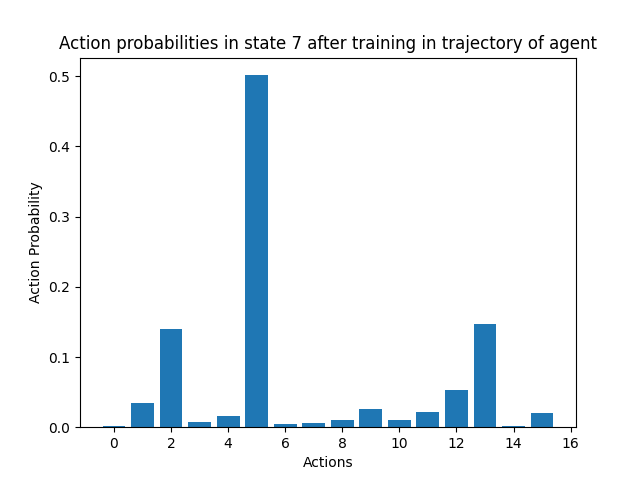 Action probabilities in state 7 after training in trajectory of agent
Action Probability
0.5
0.4
0.3
0.2
0.1
0.0
0 2 4 6 8 10 12 14 16
Actions